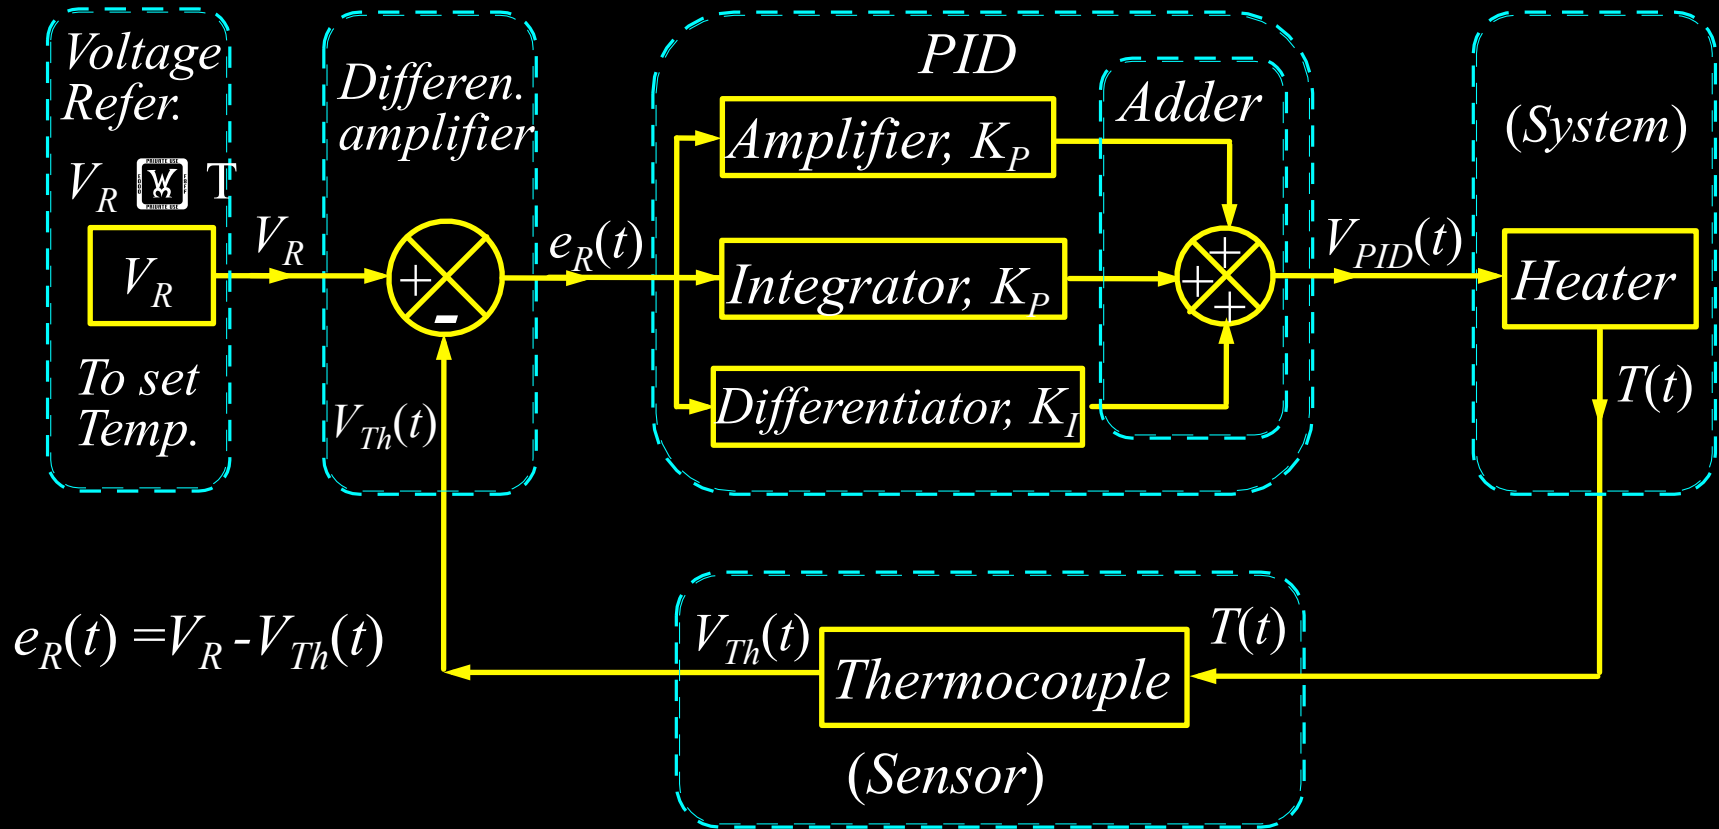 Voltage
Refer.
V_R T
V_R
To set
Temp.
V_R
Differen.
amplifier
+
-
V_Th(t)
e_R(t)
PID
Amplifier, K_P
Integrator, K_P
Differentiator, K_I
Adder
+
+
+
V_PID(t)
(System)
Heater
T(t)
e_R(t) =V_R -V_Th(t)
V_Th(t)
Thermocouple
T(t)
(Sensor)